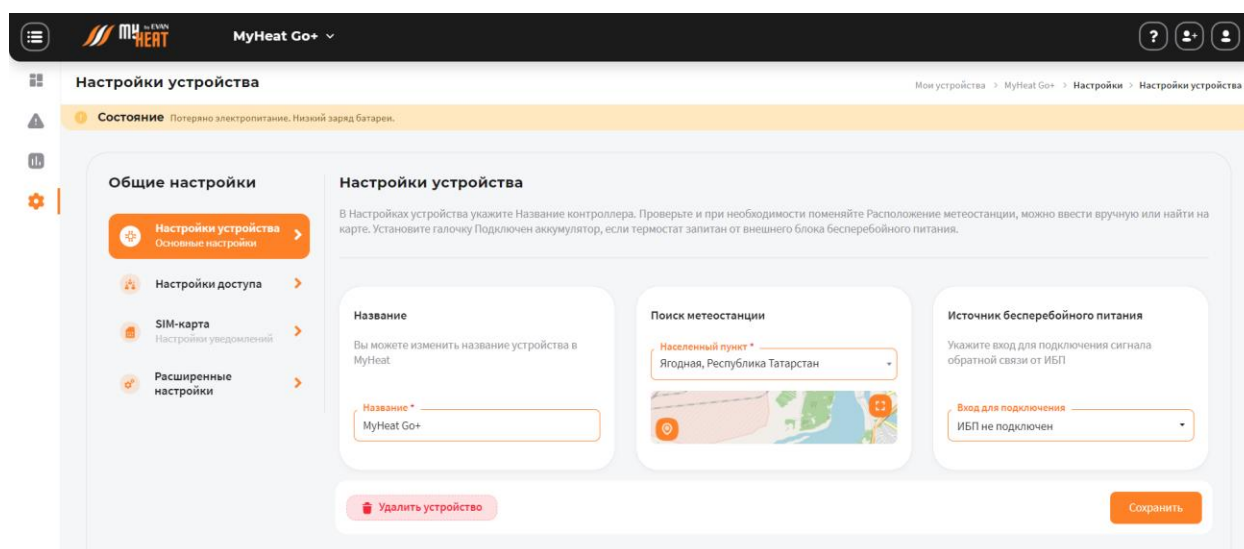 MYHEAT by EVAN
MyHeat Go+
?
Настройки устройства
Мои устройства > MyHeat Go+ > Настройки > Настройки устройства
Состояние Потеряно электропитание. Низкий заряд батареи.
Общие настройки
Настройки устройства
Основные настройки
Настройки доступа
SIM-карта
Настройки уведомлений
Расширенные
настройки
Настройки устройства
В Настройках устройства укажите Название контроллера. Проверьте и при необходимости поменяйте Расположение метеостанции, можно ввести вручную или найти на
карте. Установите галочку Подключен аккумулятор, если термостат запитан от внешнего блока бесперебойного питания.
Название
Вы можете изменить название устройства в
MyHeat
Название *
MyHeat Go+
Поиск метеостанции
Населенный пункт *
Ягодная, Республика Татарстан
Источник бесперебойного питания
Укажите вход для подключения сигнала
обратной связи от ИБП
Вход для подключения
ИБП не подключен
Удалить устройство
Сохранить